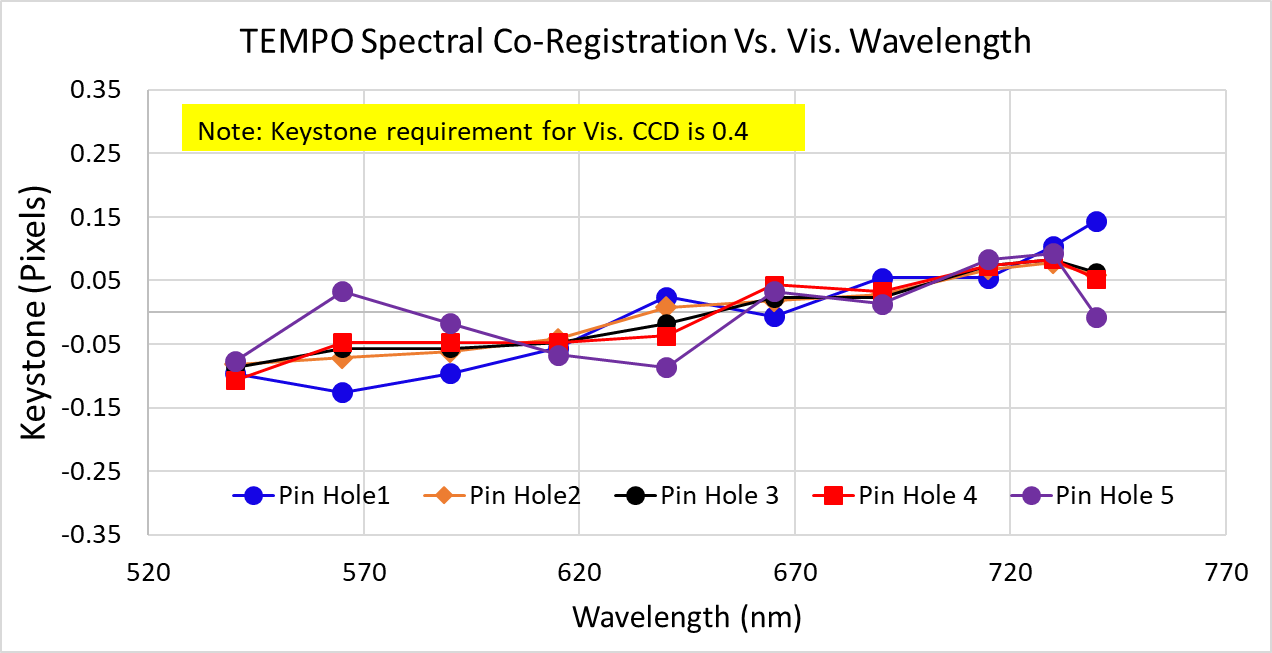 TEMPO Spectral Co-Registration Vs. Vis. Wavelength
Note: Keystone requirement for Vis. CCD is 0.4
Keystone (Pixels)
0.35
0.25
0.15
0.05
-0.05
-0.15
-0.25
-0.35
Pin Hole1 Pin Hole2 Pin Hole 3 Pin Hole 4 Pin Hole 5
520 570 620 670 720 770
Wavelength (nm)